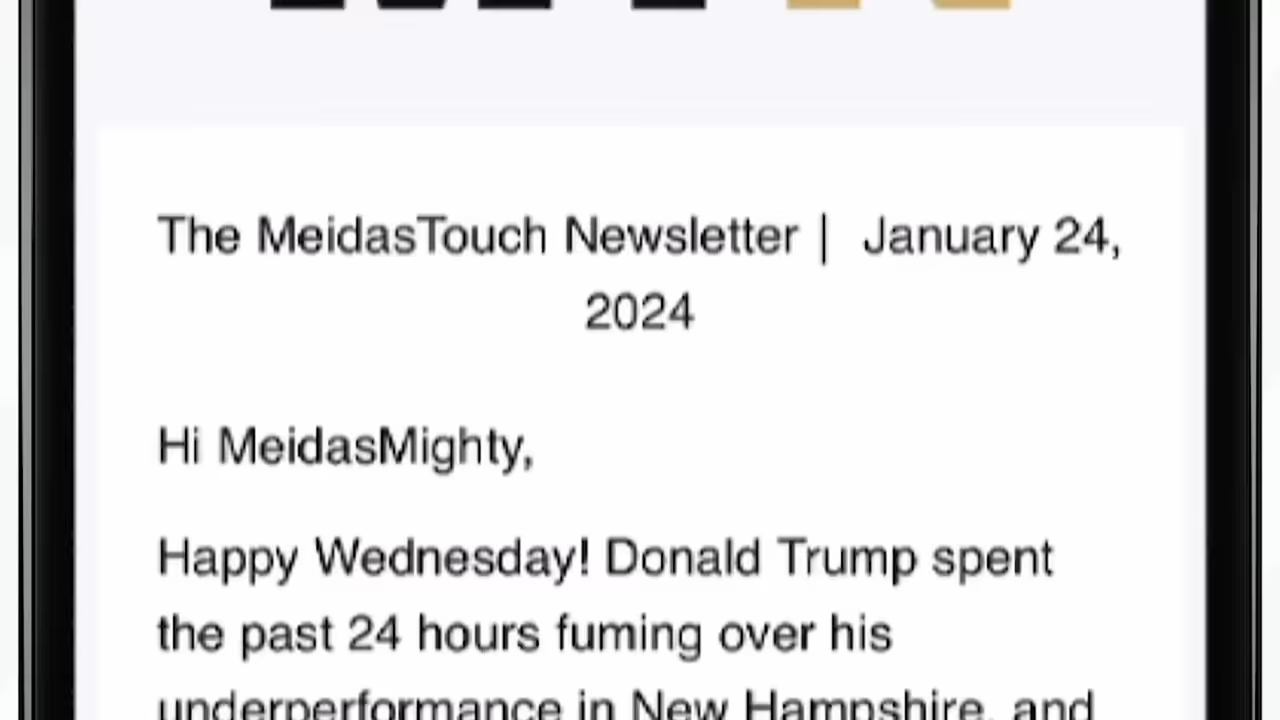 The MeidasTouch Newsletter | January 24,
2024
Hi MeidasMighty,
Happy Wednesday! Donald Trump spent
the past 24 hours fuming over his
underperformance in New Hampshire, and